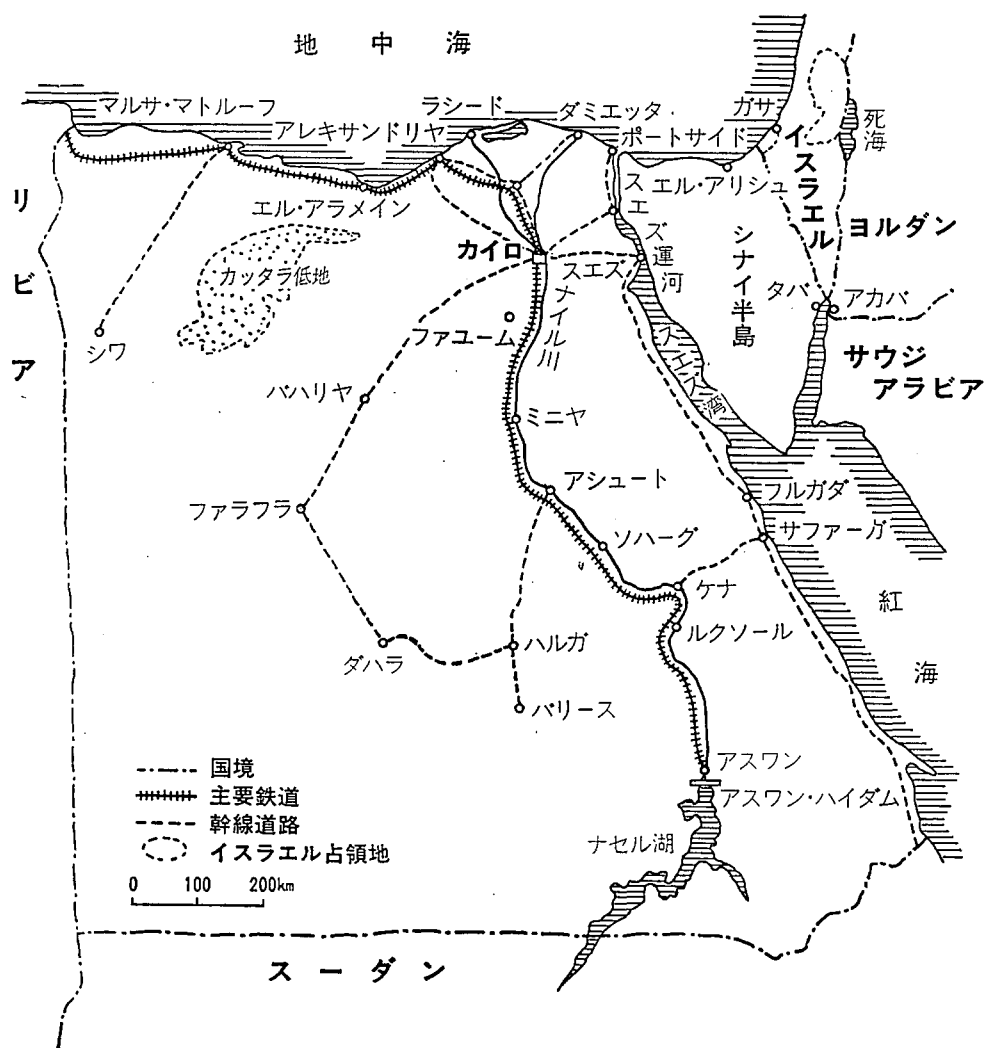 地中海
マルサ・マトルーフ
アレキサンドリヤ
ラシード
ダミエッタ
ポートサイド
ガザ
死海
イスラエル
エル・アリシュ
エル・アラメイン
スエズ運河
カッタラ低地
カイロ
スエズ
シナイ半島
ヨルダン
タバ
アカバ
サウジ
アラビア
リビア
シワ
ファユーム
ナイル川
スエズ湾
バハリヤ
ミニヤ
アシュート
ファラフラ
フルガダ
サファーガ
ソハーグ
ケナ
紅海
ルクソール
ダハラ
ハルガ
バリース
アスワン
アスワン・ハイダム
ナセル湖
国境
主要鉄道
幹線道路
イスラエル占領地
0 100 200km
スーダン